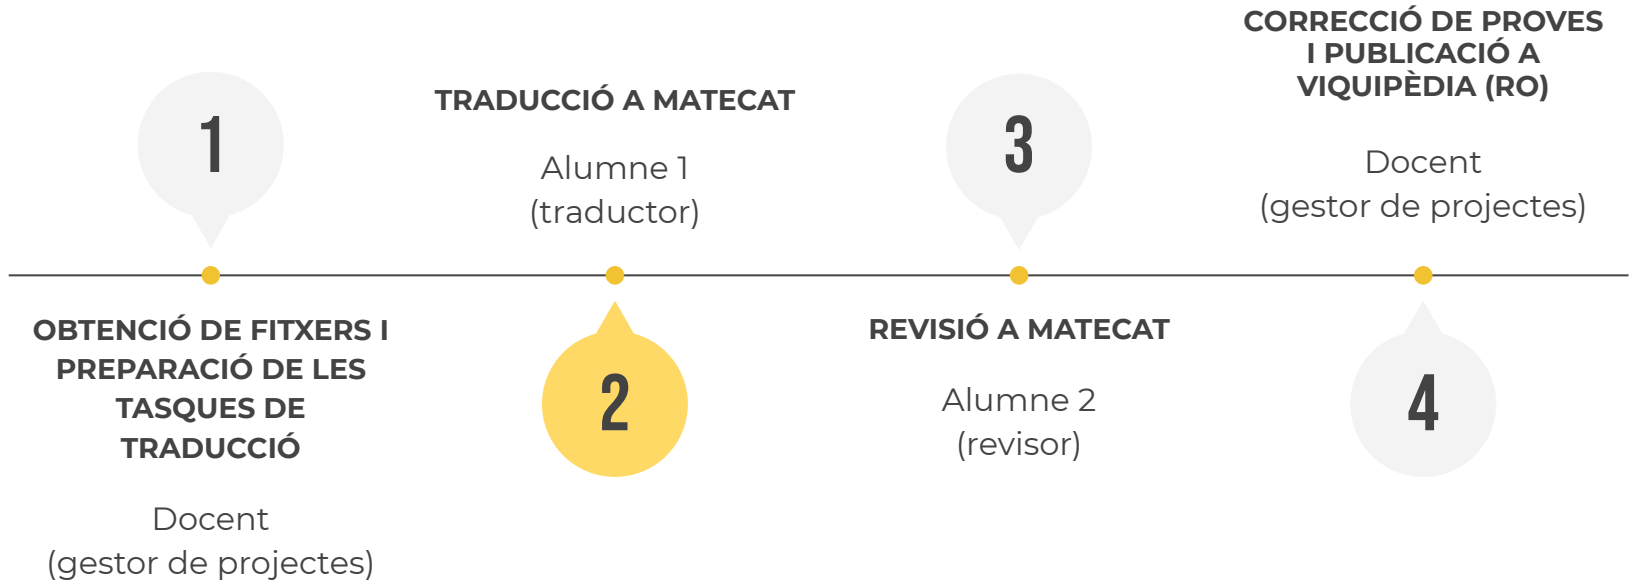 1
OBTENCIÓ DE FITXERS I
PREPARACIÓ DE LES
TASQUES DE
TRADUCCIÓ
Docent
(gestor de projectes)
TRADUCCIÓ A MATECAT
Alumne 1
(traductor)
2
3
REVISIÓ A MATECAT
Alumne 2
(revisor)
CORRECCIÓ DE PROVES
I PUBLICACIÓ A
VIQUIPÈDIA (RO)
Docent
(gestor de projectes)
4